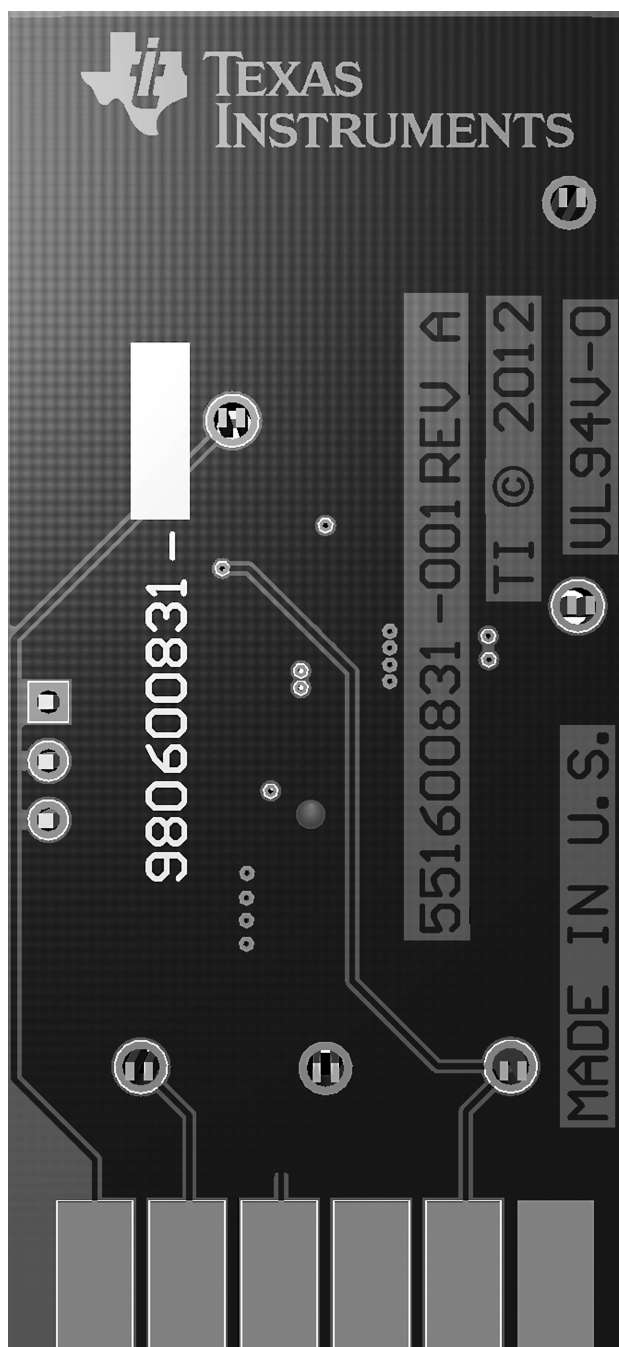 TEXAS
INSTRUMENTS
980600831-
551600831-001 REV A
TI © 2012
UL94V-0
MADE IN U.S.